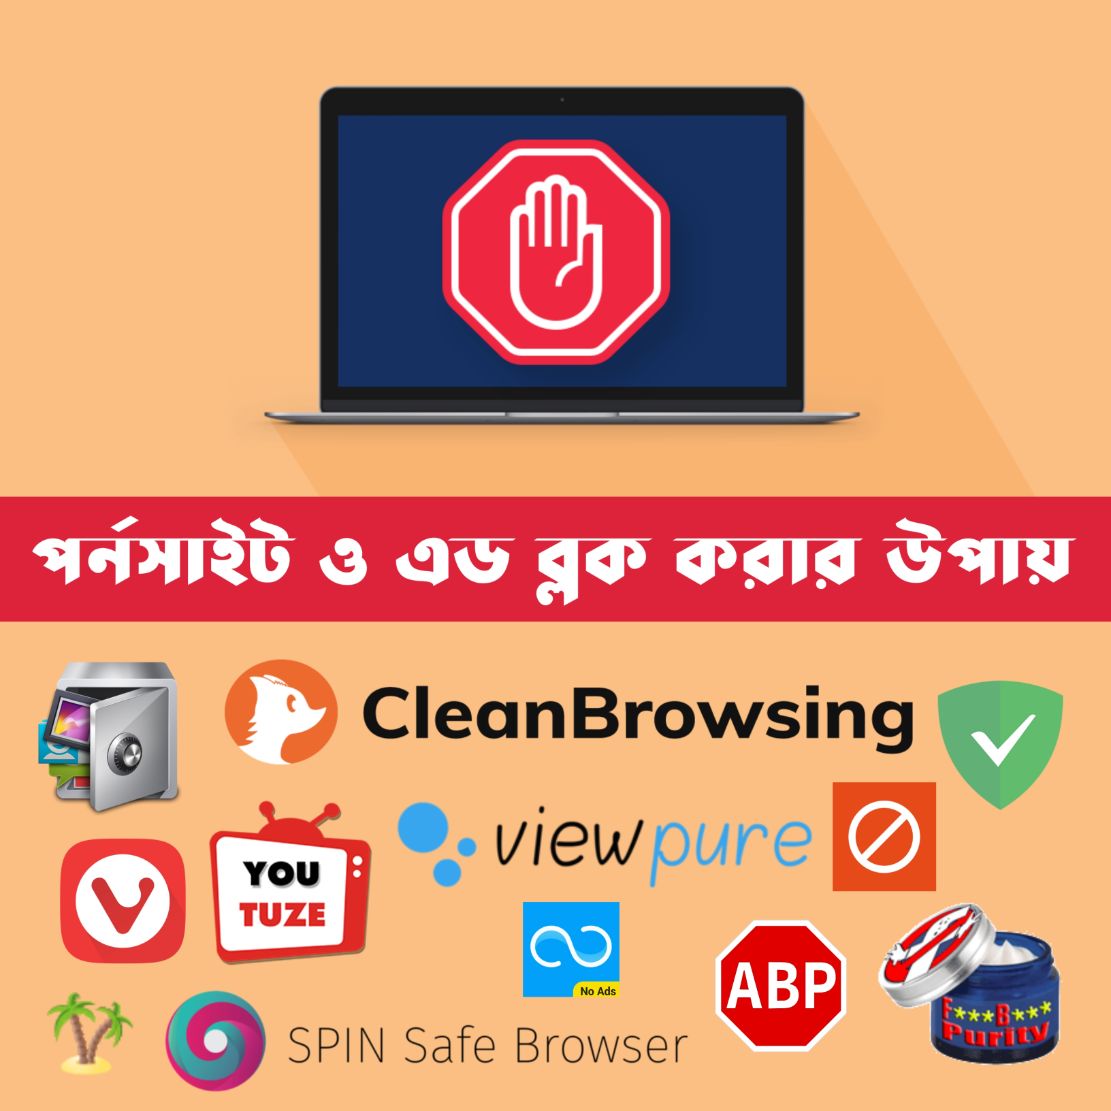 পর্নসাইট ও এড ব্লক করার উপায়
CleanBrowsing
viewpure
YOU
TUZE
No Ads
ABP
F***B***
Purity
SPIN Safe Browser